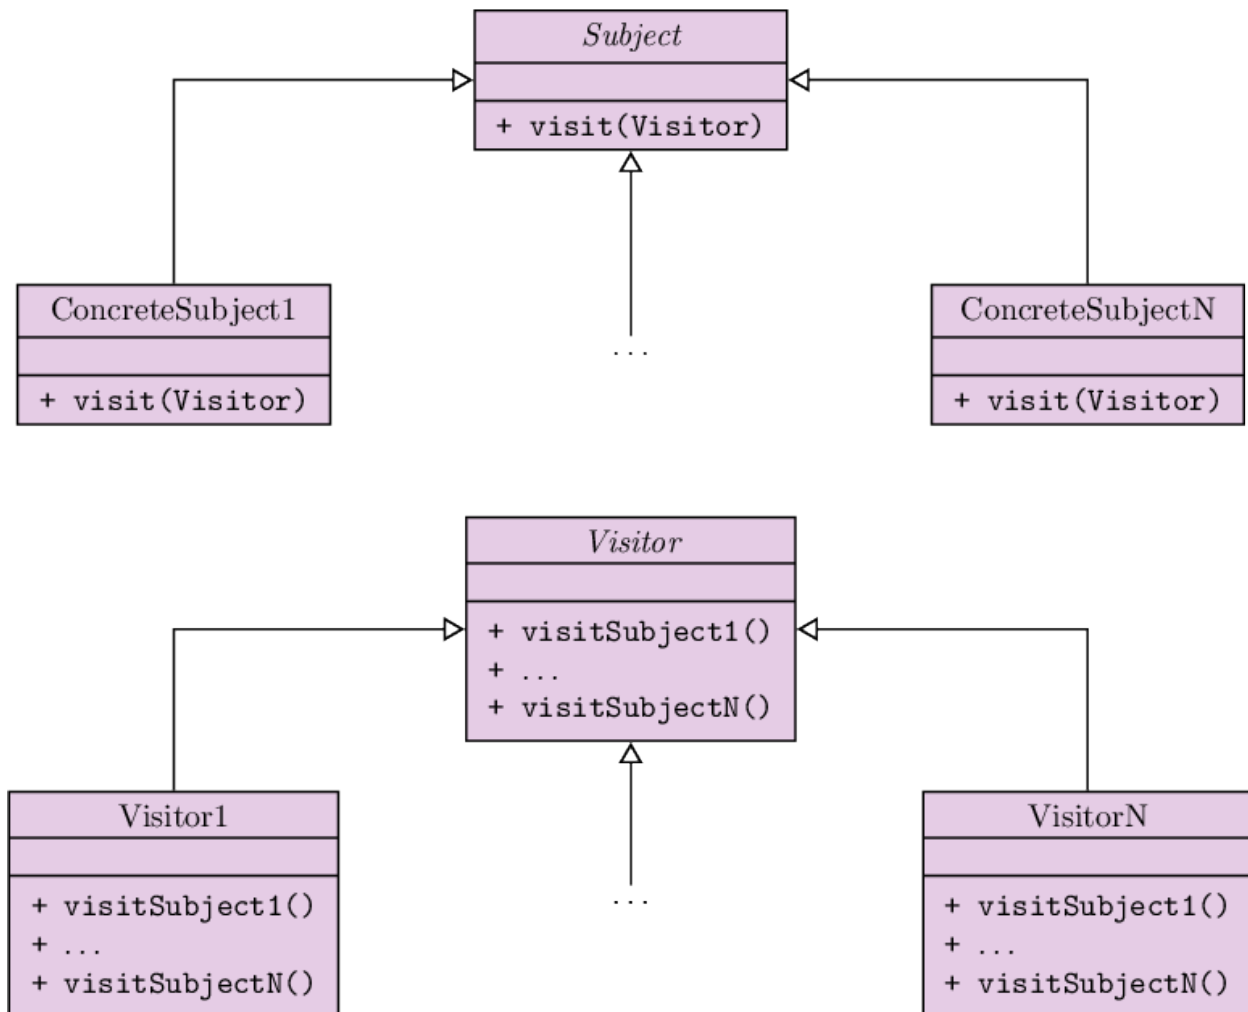 Subject
+ visit(Visitor)
ConcreteSubject1
+ visit(Visitor)
...
ConcreteSubjectN
+ visit(Visitor)
Visitor
+ visitSubject1()
+ ...
+ visitSubjectN()
Visitor1
+ visitSubject1()
+ ...
+ visitSubjectN()
...
VisitorN
+ visitSubject1()
+ ...
+ visitSubjectN()